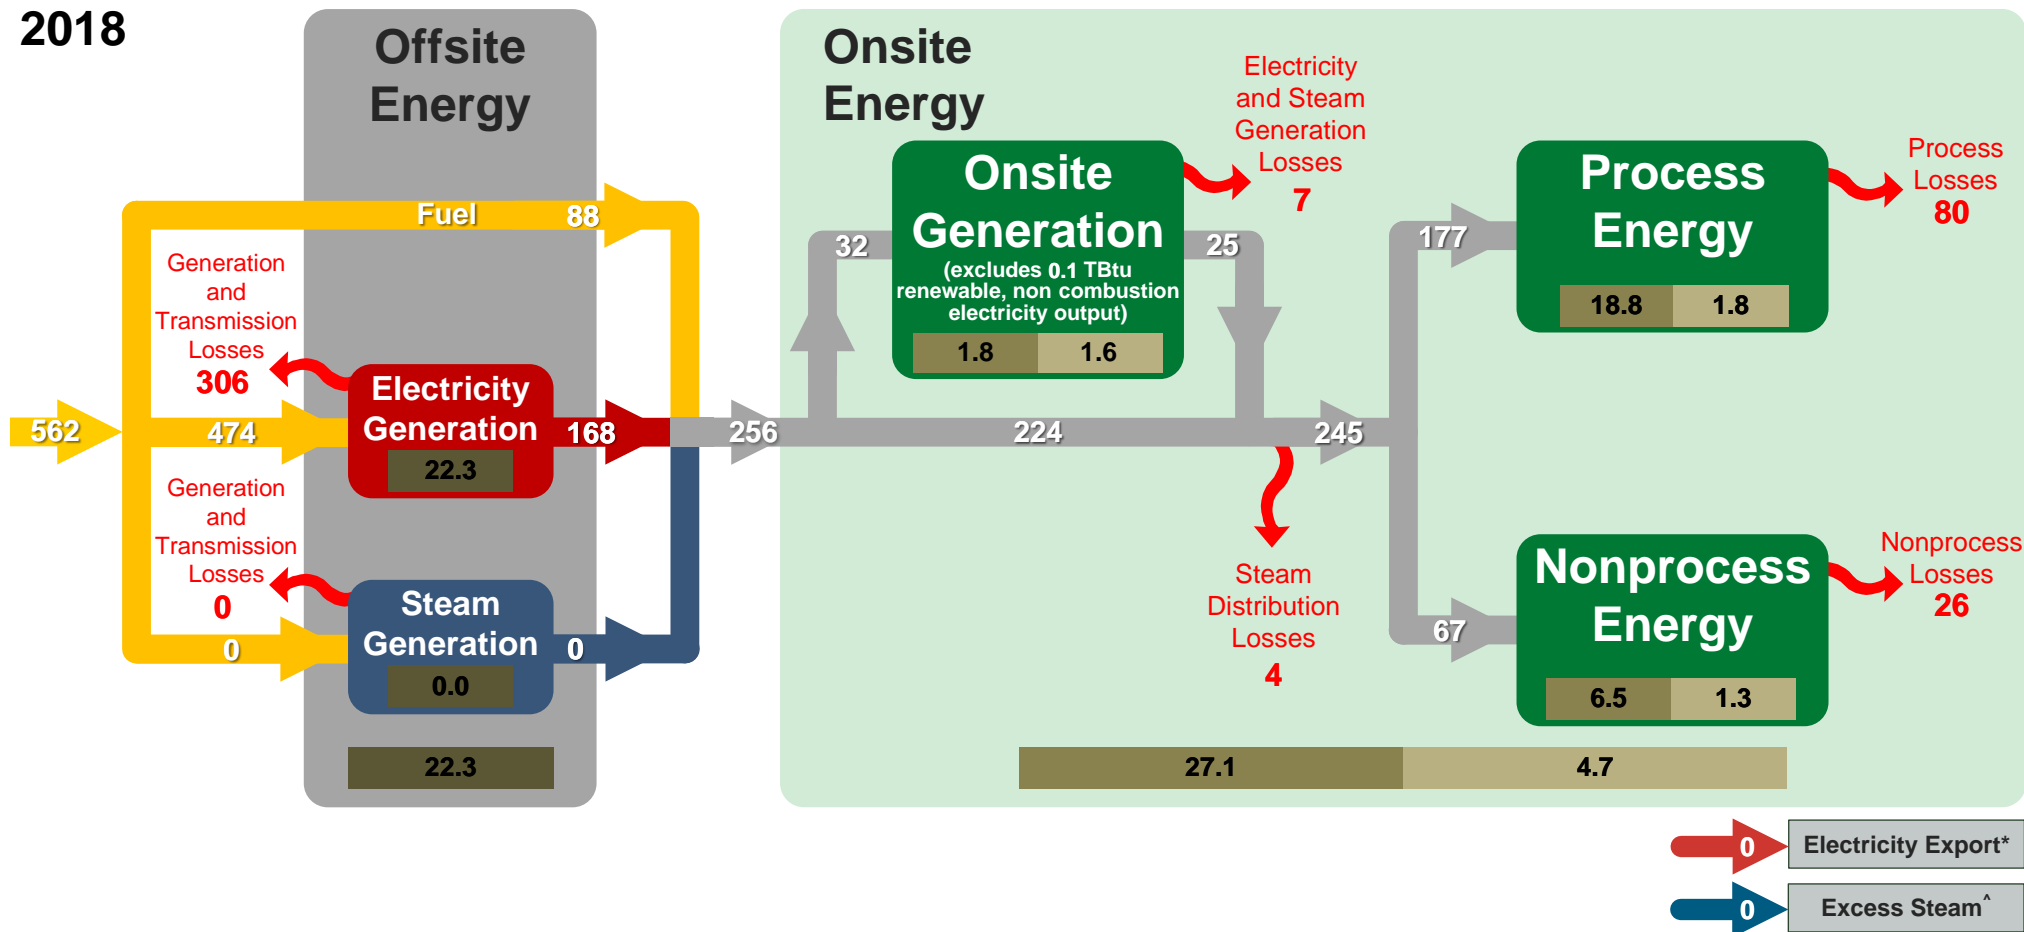 2018
Offsite
Energy
Onsite
Energy
Fuel
88
Generation
and
Transmission
Losses
306
562
474
Electricity
Generation
22.3
168
Generation
and
Transmission
Losses
0
0
Steam
Generation
0.0
0
22.3
256
32
Onsite
Generation
(excludes 0.1 TBtu
renewable, non combustion
electricity output)
1.8
1.6
Electricity
and Steam
Generation
Losses
7
25
224
245
Steam
Distribution
Losses
4
177
Process
Energy
18.8
1.8
Process
Losses
80
67
Nonprocess
Energy
6.5
1.3
Nonprocess
Losses
26
27.1
4.7
0
Electricity Export*
0
Excess Steam^